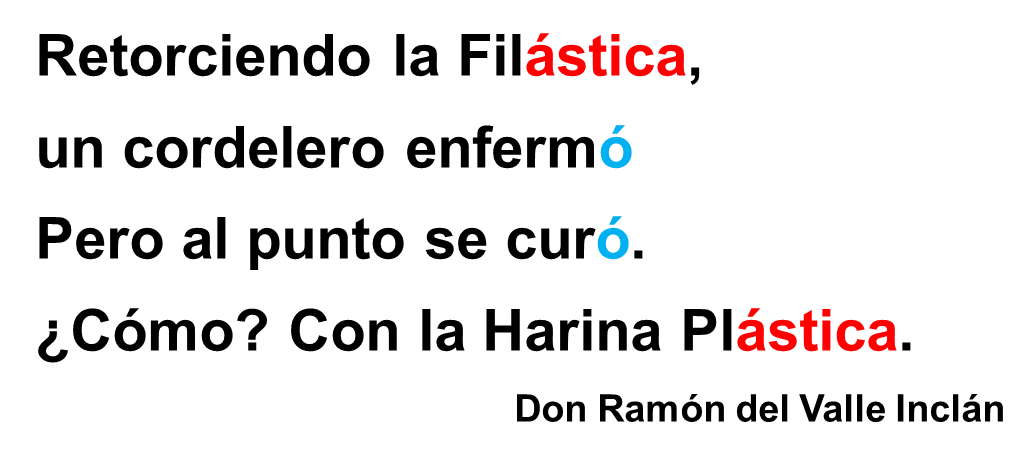 Retorciendo la Filástica,
un cordelero enfermó
Pero al punto se curó.
¿Cómo? Con la Harina Plástica.
Don Ramón del Valle Inclán